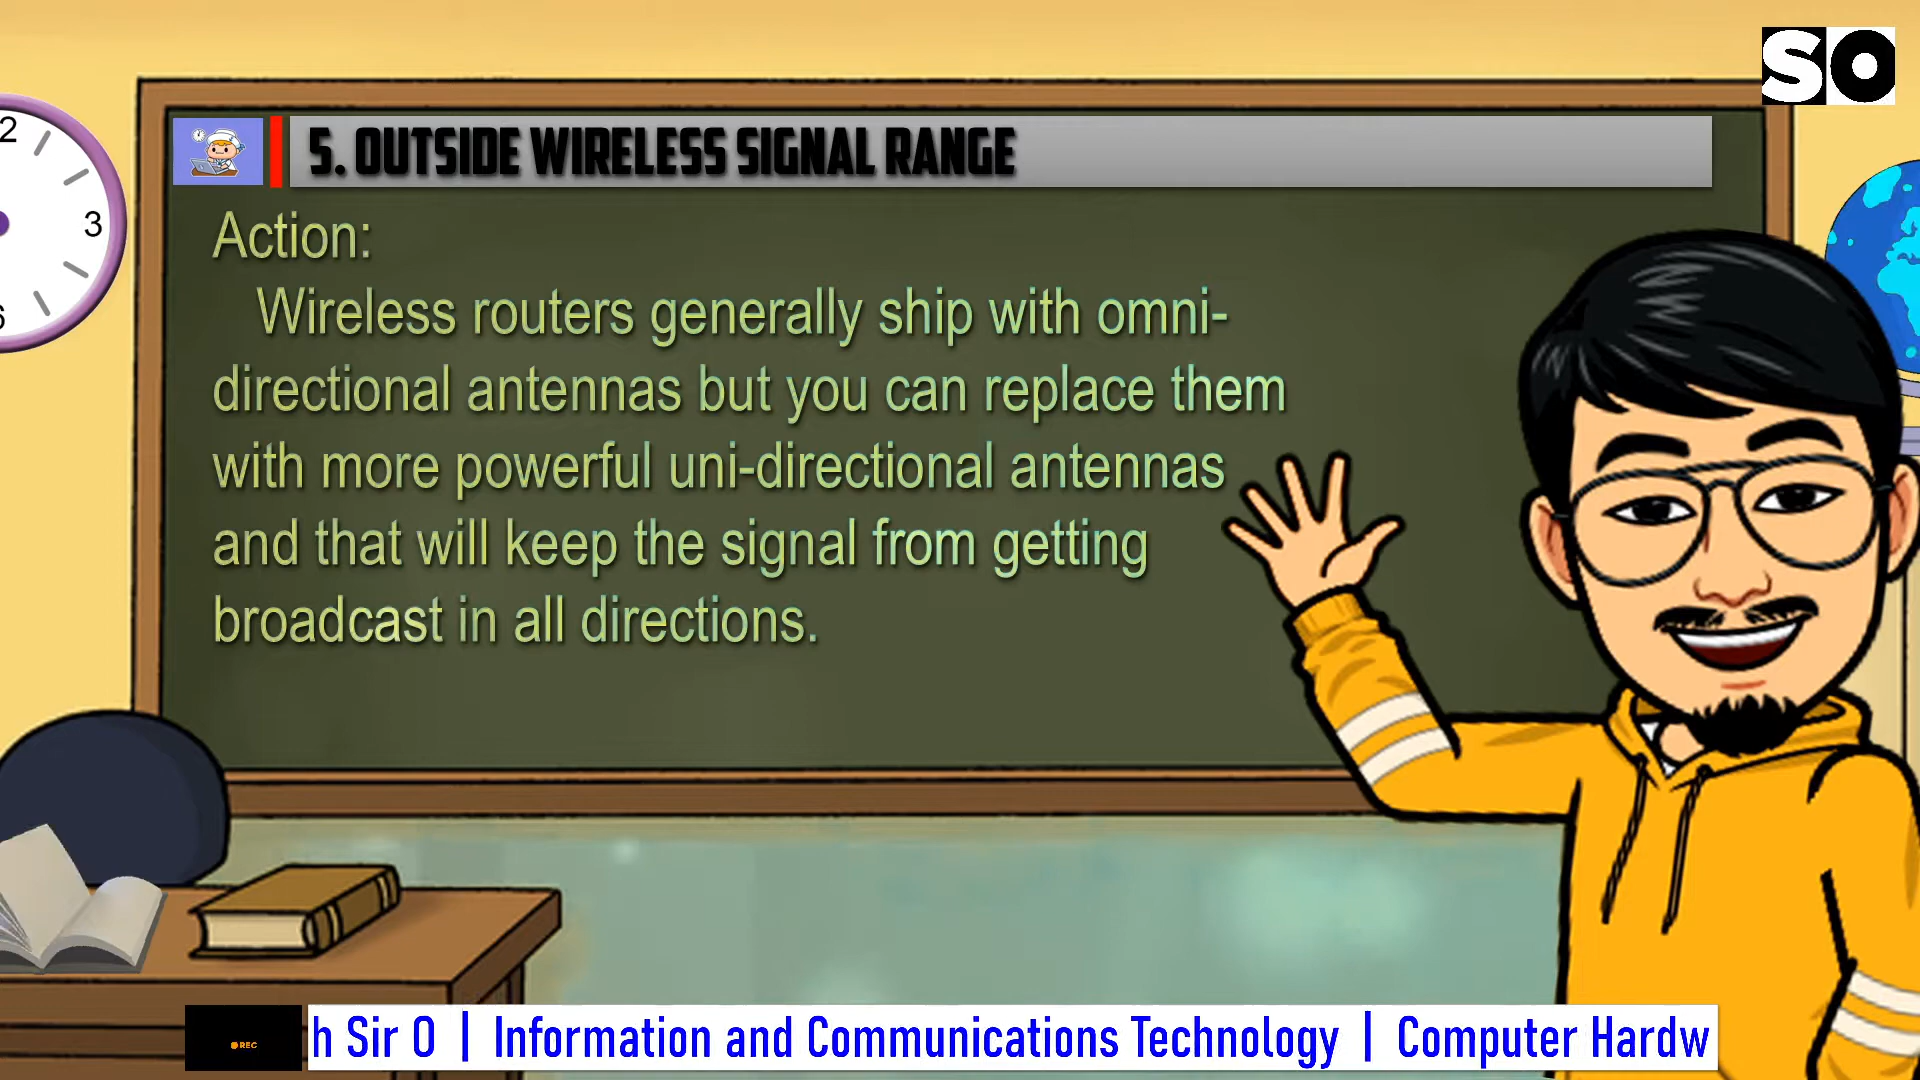 SO
2
3
6
5. OUTSIDE WIRELESS SIGNAL RANGE
Action:
Wireless routers generally ship with omni-
directional antennas but you can replace them
with more powerful uni-directional antennas
and that will keep the signal from getting
broadcast in all directions.
REC
h Sir O | Information and Communications Technology | Computer Hardw